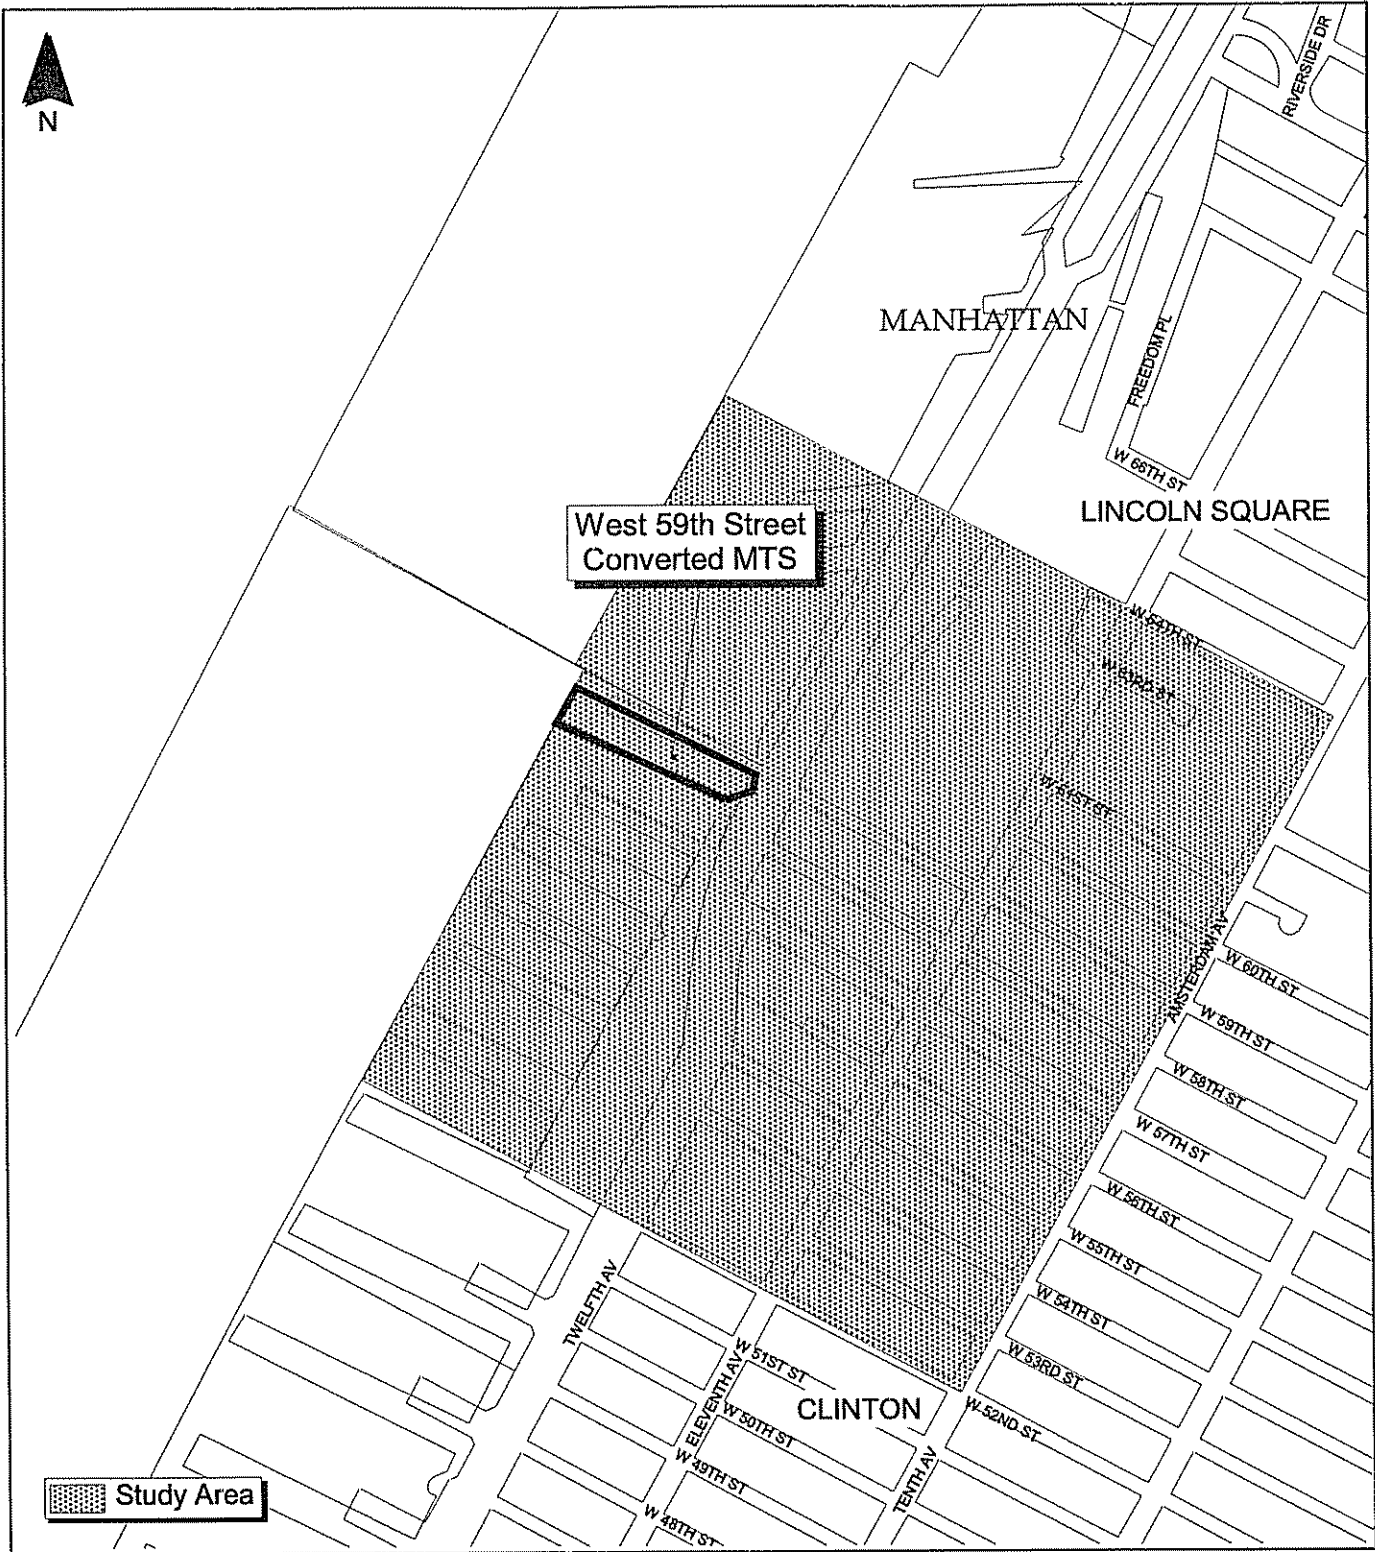 N
RIVERSIDE DR
MANHATTAN
FREEDOM PL
W 66TH ST
LINCOLN SQUARE
West 59th Street
Converted MTS
W 64TH ST
W 63RD ST
W 61ST ST
AMSTERDAM AV
W 60TH ST
W 59TH ST
W 58TH ST
W 57TH ST
W 56TH ST
W 55TH ST
W 54TH ST
W 53RD ST
W 52ND ST
TWELFTH AV
W 51ST ST
ELEVENTH AV
CLINTON
W 50TH ST
W 49TH ST
TENTH AV
W 48TH ST
Study Area